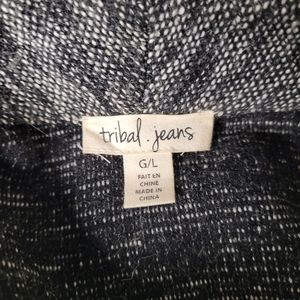 tribal.jeans
G/L
FAIT EN
CHINE
MADE IN
CHINA